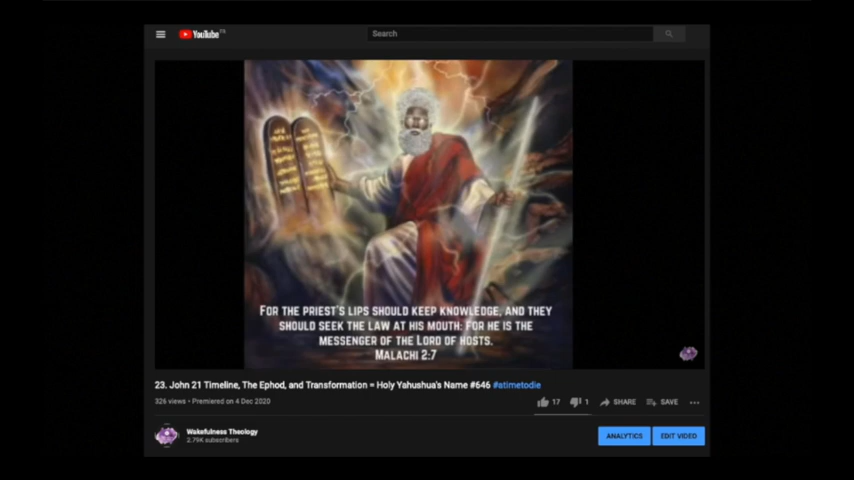 YouTube
Search
FOR THE PRIEST'S LIPS SHOULD KEEP KNOWLEDGE, AND THEY
SHOULD SEEK THE LAW AT HIS MOUTH: FOR HE IS THE
MESSENGER OF THE LORD OF HOSTS.
MALACHI 2:7
23. John 21 Timeline, The Ephod, and Transformation = Holy Yahushua's Name #646 #atimetodie
326 views • Premiered on 4 Dec 2020
17 1 SHARE SAVE
Wakefulness Theology
2.79K subscribers
ANALYTICS EDIT VIDEO